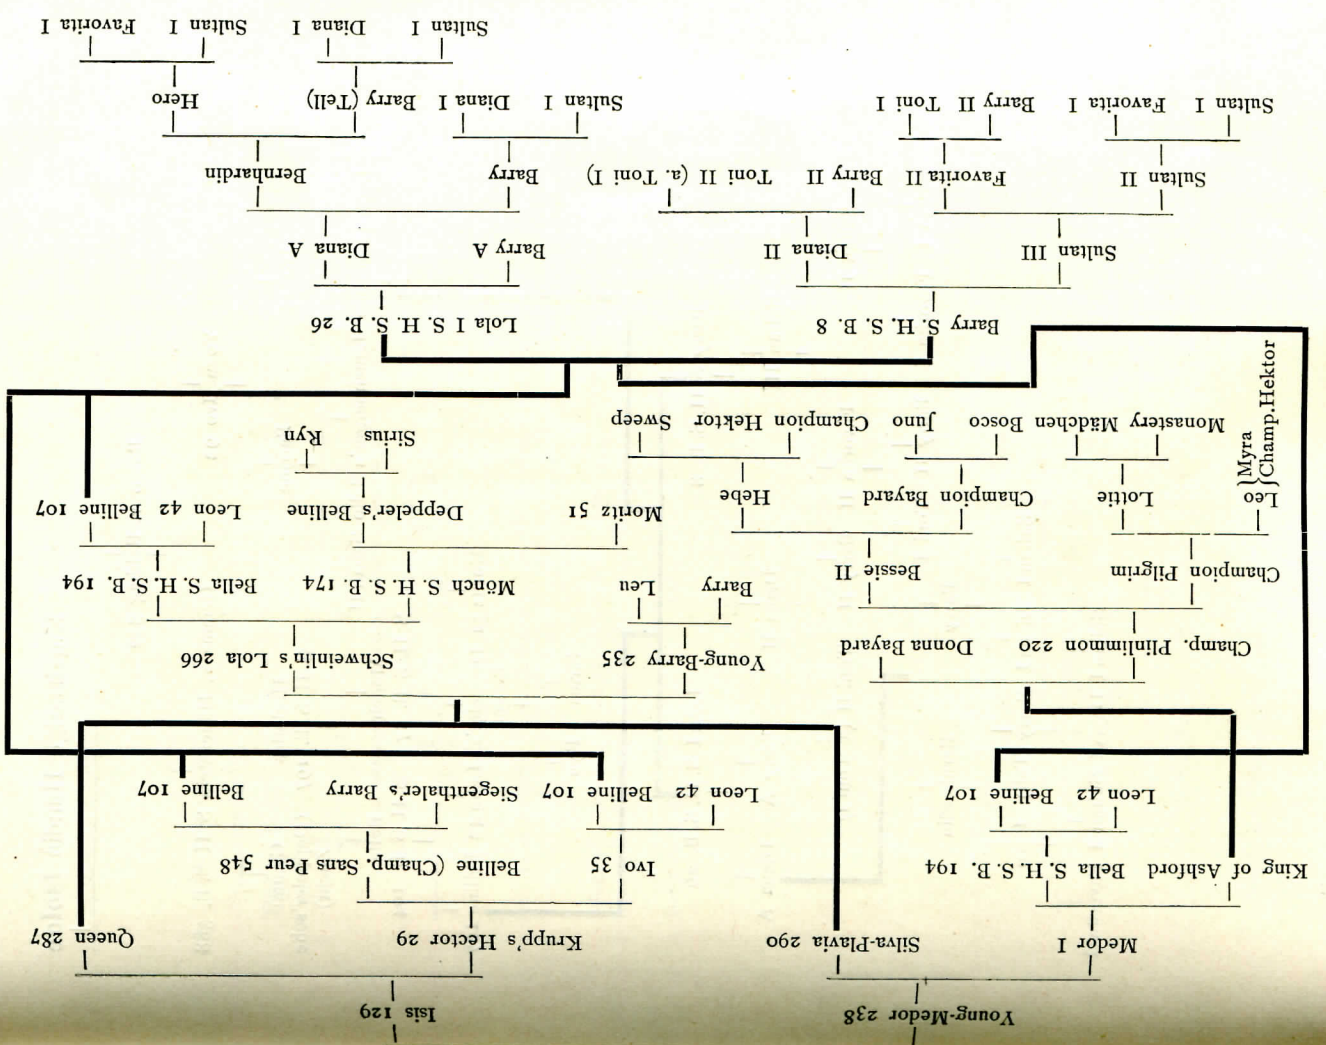 Young-Medor 238 Isis 129
Medor I Silva-Plavia 290 Krupp's Hector 29 Queen 287
King of Ashford Bella S. H. S. B. 194 Ivo 35 Belline (Champ. Sans Peur 548
Leon 42 Belline 107 Leon 42 Belline 107 Siegenthaler's Barry Belline 107
Champ. Plinlimmon 220 Donna Bayard Young-Barry 235 Schweinlin's Lola 266
Champion Pilgrim Bessie II Barry Leu Mönch S. H. S. B. 174 Bella S. H. S. B. 194
Leo {Myra
{Champ.Hektor
Lottie Champion Bayard Hebe Moritz 51 Deppeler's Belline Leon 42 Belline 107
Monastery Mädchen Bosco Juno Champion Hektor Sweep Sirius Ryn
Barry S. H. S. B. 8 Lola I S. H. S. B. 26
Sultan III Diana II Barry A Diana A
Sultan II Favorita II Barry II Toni II (a. Toni I) Barry Bernhardin
Sultan I Favorita I Barry II Toni I Sultan I Diana I Barry (Tell) Hero
Sultan I Diana I Sultan I Favorita I